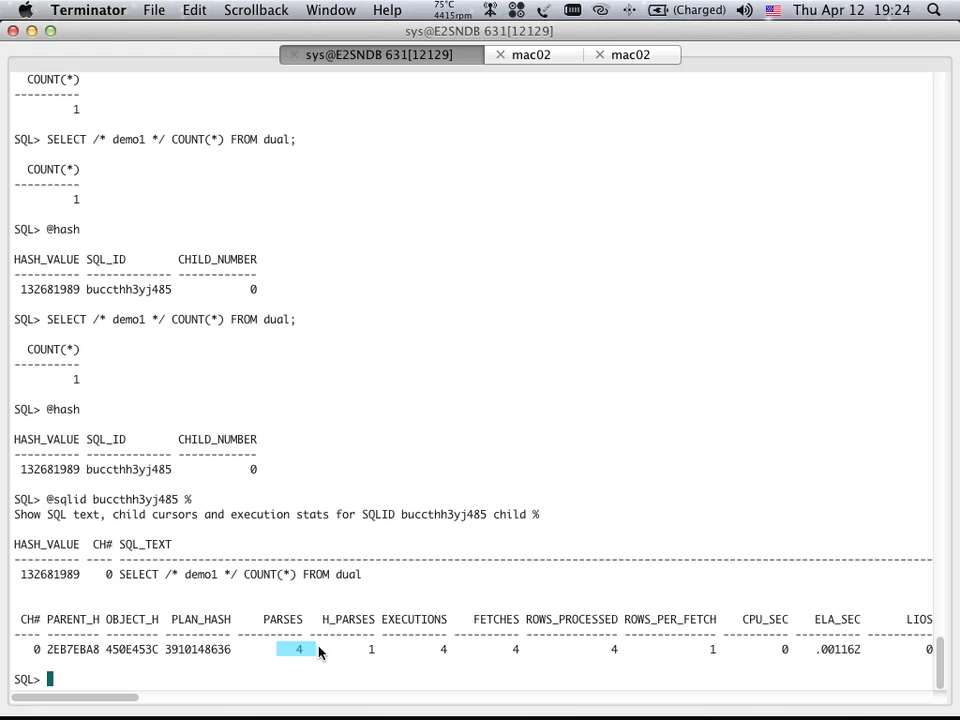 Terminator File Edit Scrollback Window Help 75°C 4415rpm (Charged) Thu Apr 12 19:24
sys@E2SNDB 631[12129]
sys@E2SNDB 631[12129] mac02 mac02
COUNT(*)
----------
1
SQL> SELECT /* demo1 */ COUNT(*) FROM dual;
COUNT(*)
----------
1
SQL> @hash
HASH_VALUE SQL_ID CHILD_NUMBER
---------- ------------- ------------
132681989 buccthh3yj485 0
SQL> SELECT /* demo1 */ COUNT(*) FROM dual;
COUNT(*)
----------
1
SQL> @hash
HASH_VALUE SQL_ID CHILD_NUMBER
---------- ------------- ------------
132681989 buccthh3yj485 0
SQL> @sqlid buccthh3yj485 %
Show SQL text, child cursors and execution stats for SQLID buccthh3yj485 child %
HASH_VALUE CH# SQL_TEXT
---------- ---- ------------------------------------------------------------
132681989 0 SELECT /* demo1 */ COUNT(*) FROM dual
CH# PARENT_H OBJECT_H PLAN_HASH PARSES H_PARSES EXECUTIONS FETCHES ROWS_PROCESSED ROWS_PER_FETCH CPU_SEC ELA_SEC LIOS
---- -------- -------- ---------- ---------- ---------- ---------- ---------- -------------- -------------- ---------- ---------- ----------
0 2EB7EBA8 450E453C 3910148636 4 1 4 4 4 1 0 .001162 0
SQL>